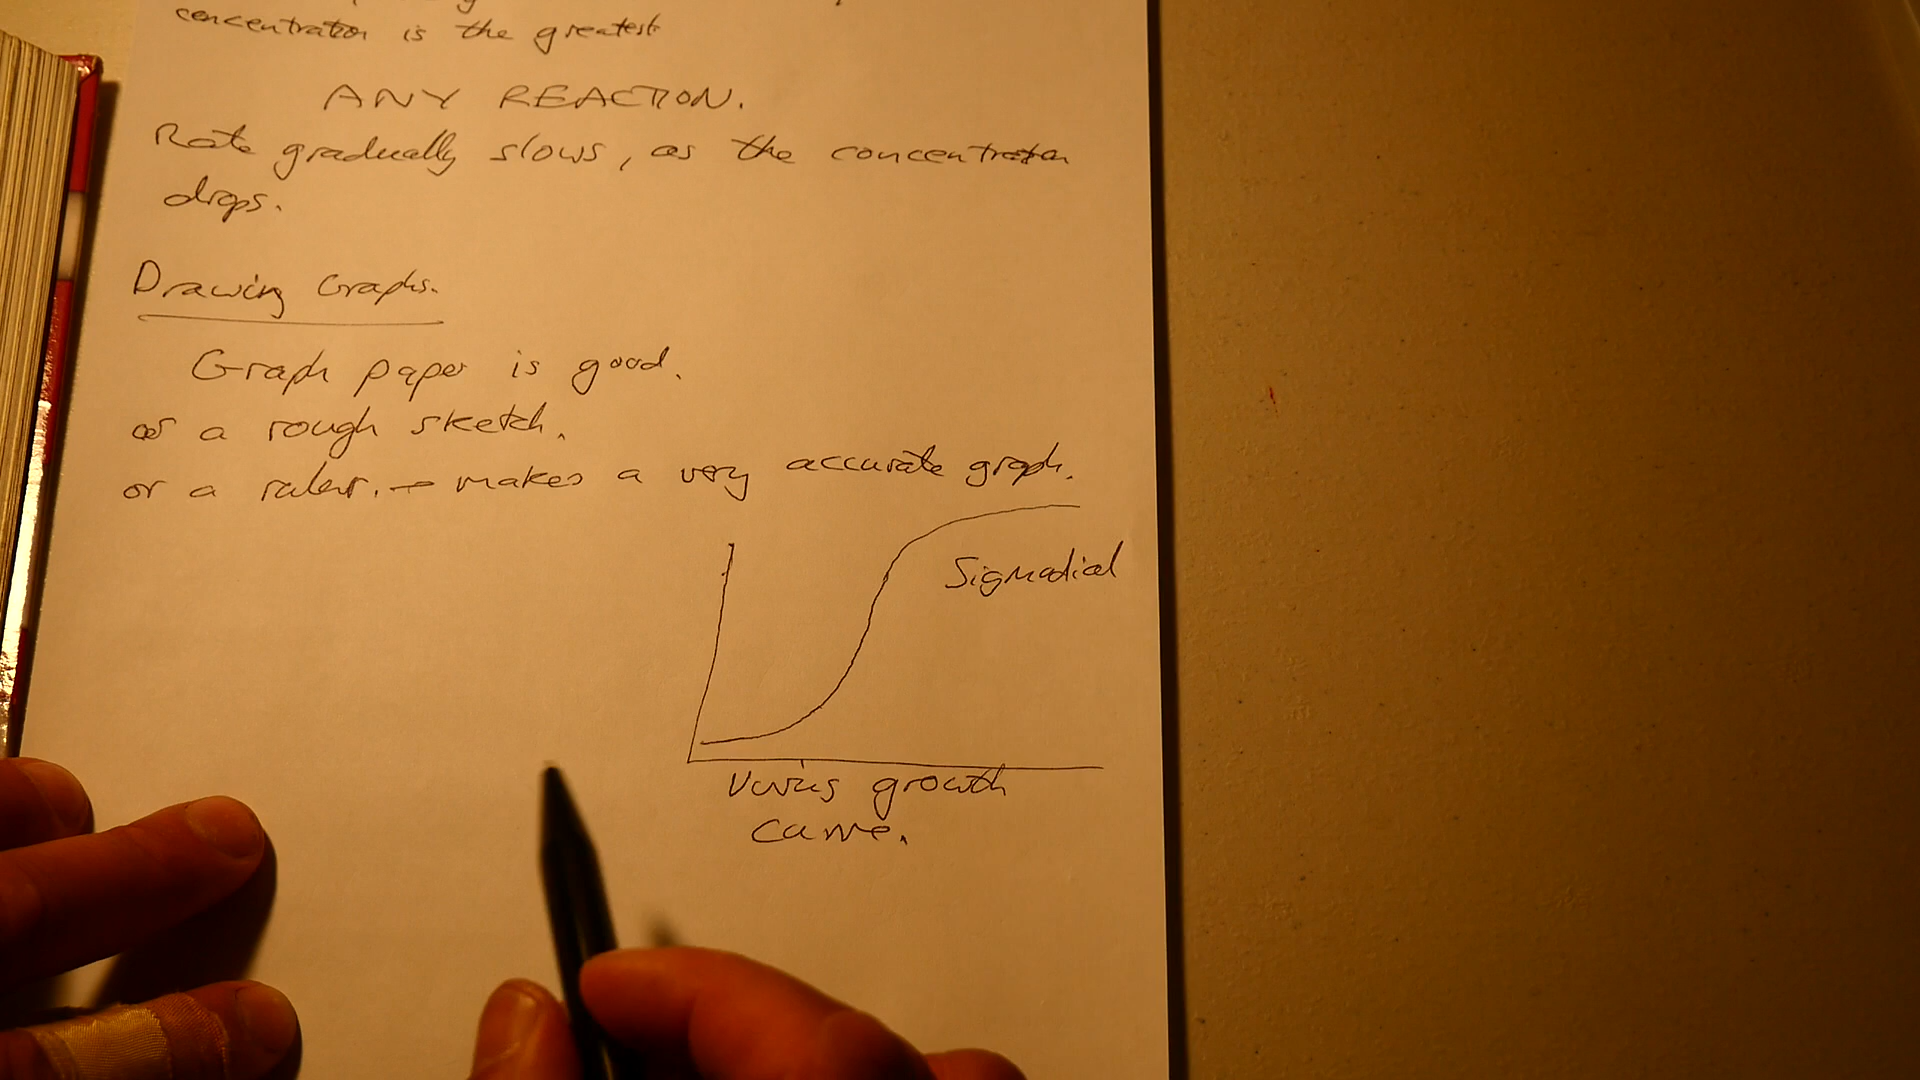 concentration is the greatest
ANY REACTION.
Rate gradually slows, as the concentration
drops.
Drawing Graphs.
Graph paper is good.
or a rough sketch.
or a ruler. → makes a very accurate graph.
Sigmodial
Virus growth
curve.